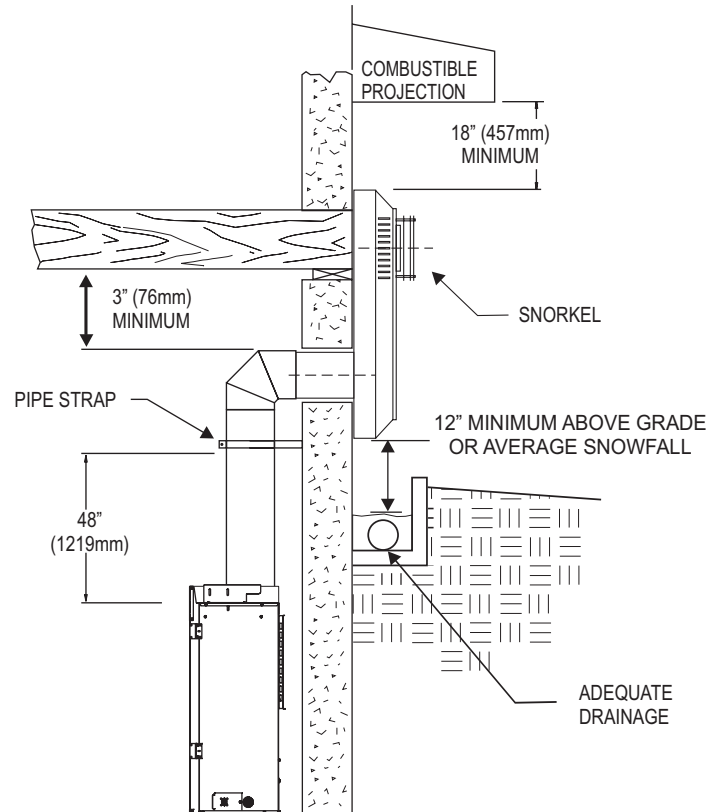 COMBUSTIBLE
PROJECTION
18” (457mm)
MINIMUM
3” (76mm)
MINIMUM
SNORKEL
PIPE STRAP
12” MINIMUM ABOVE GRADE
OR AVERAGE SNOWFALL
48”
(1219mm)
ADEQUATE
DRAINAGE